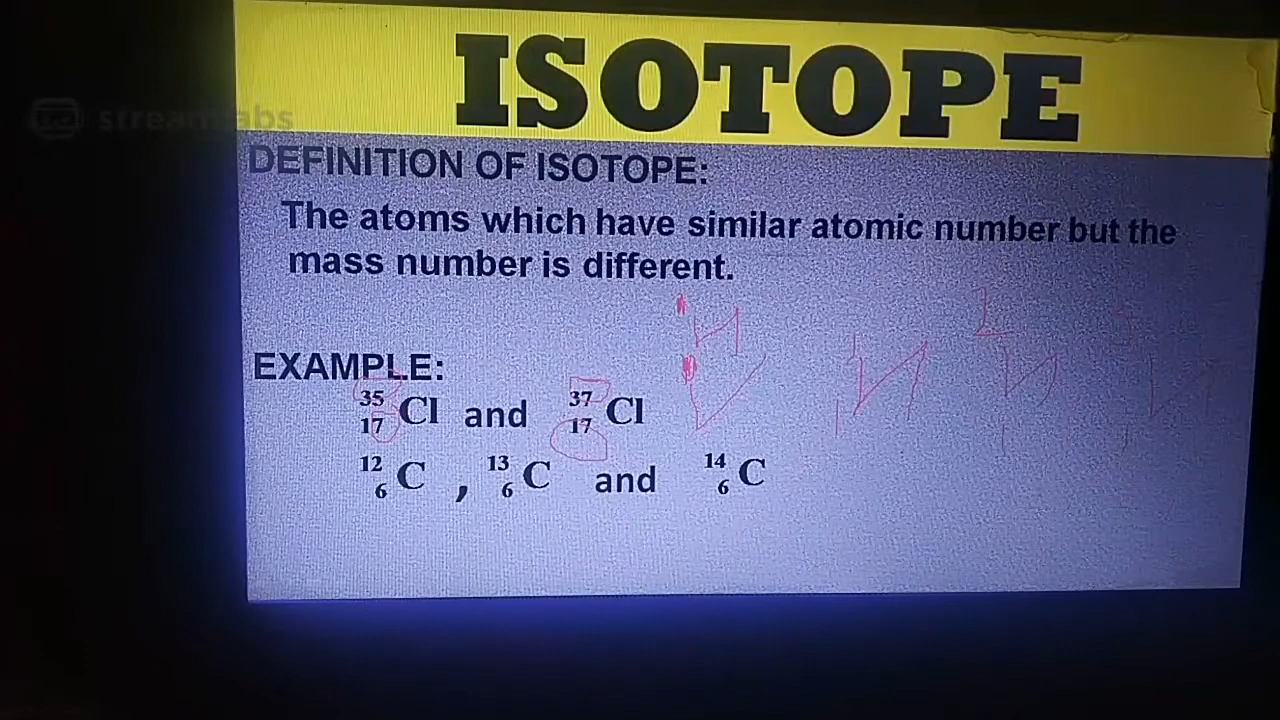 streamlabs
ISOTOPE
DEFINITION OF ISOTOPE:
The atoms which have similar atomic number but the
mass number is different.
EXAMPLE:
35 17 Cl and 37 17 Cl
12 6 C , 13 6 C and 14 6 C